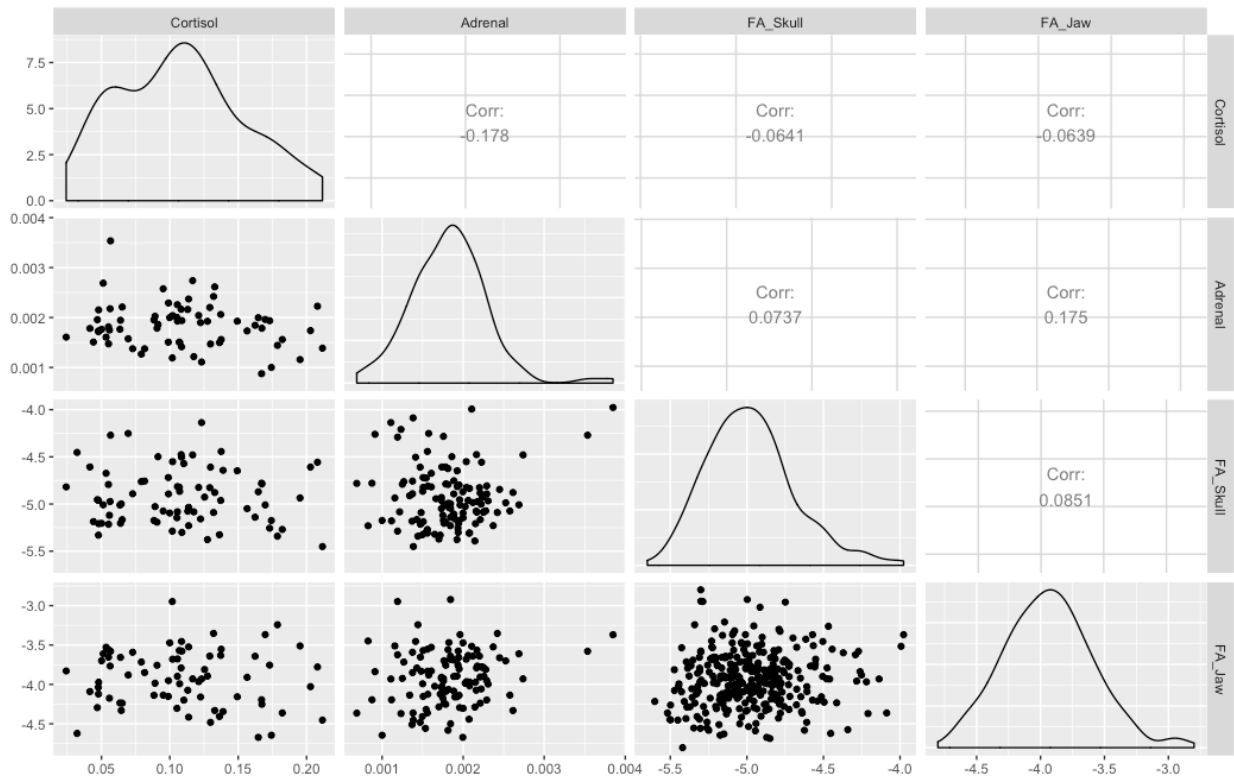 Cortisol Adrenal FA_Skull FA_Jaw
7.5
5.0
2.5
0.0
Corr:
-0.178
Corr:
-0.0641
Corr:
-0.0639
Cortisol
0.004
0.003
0.002
0.001
Corr:
0.0737
Corr:
0.175
Adrenal
-4.0
-4.5
-5.0
-5.5
Corr:
0.0851
FA_Skull
-3.0
-3.5
-4.0
-4.5
FA_Jaw
0.05 0.10 0.15 0.20 0.001 0.002 0.003 0.004 -5.5 -5.0 -4.5 -4.0 -4.5 -4.0 -3.5 -3.0